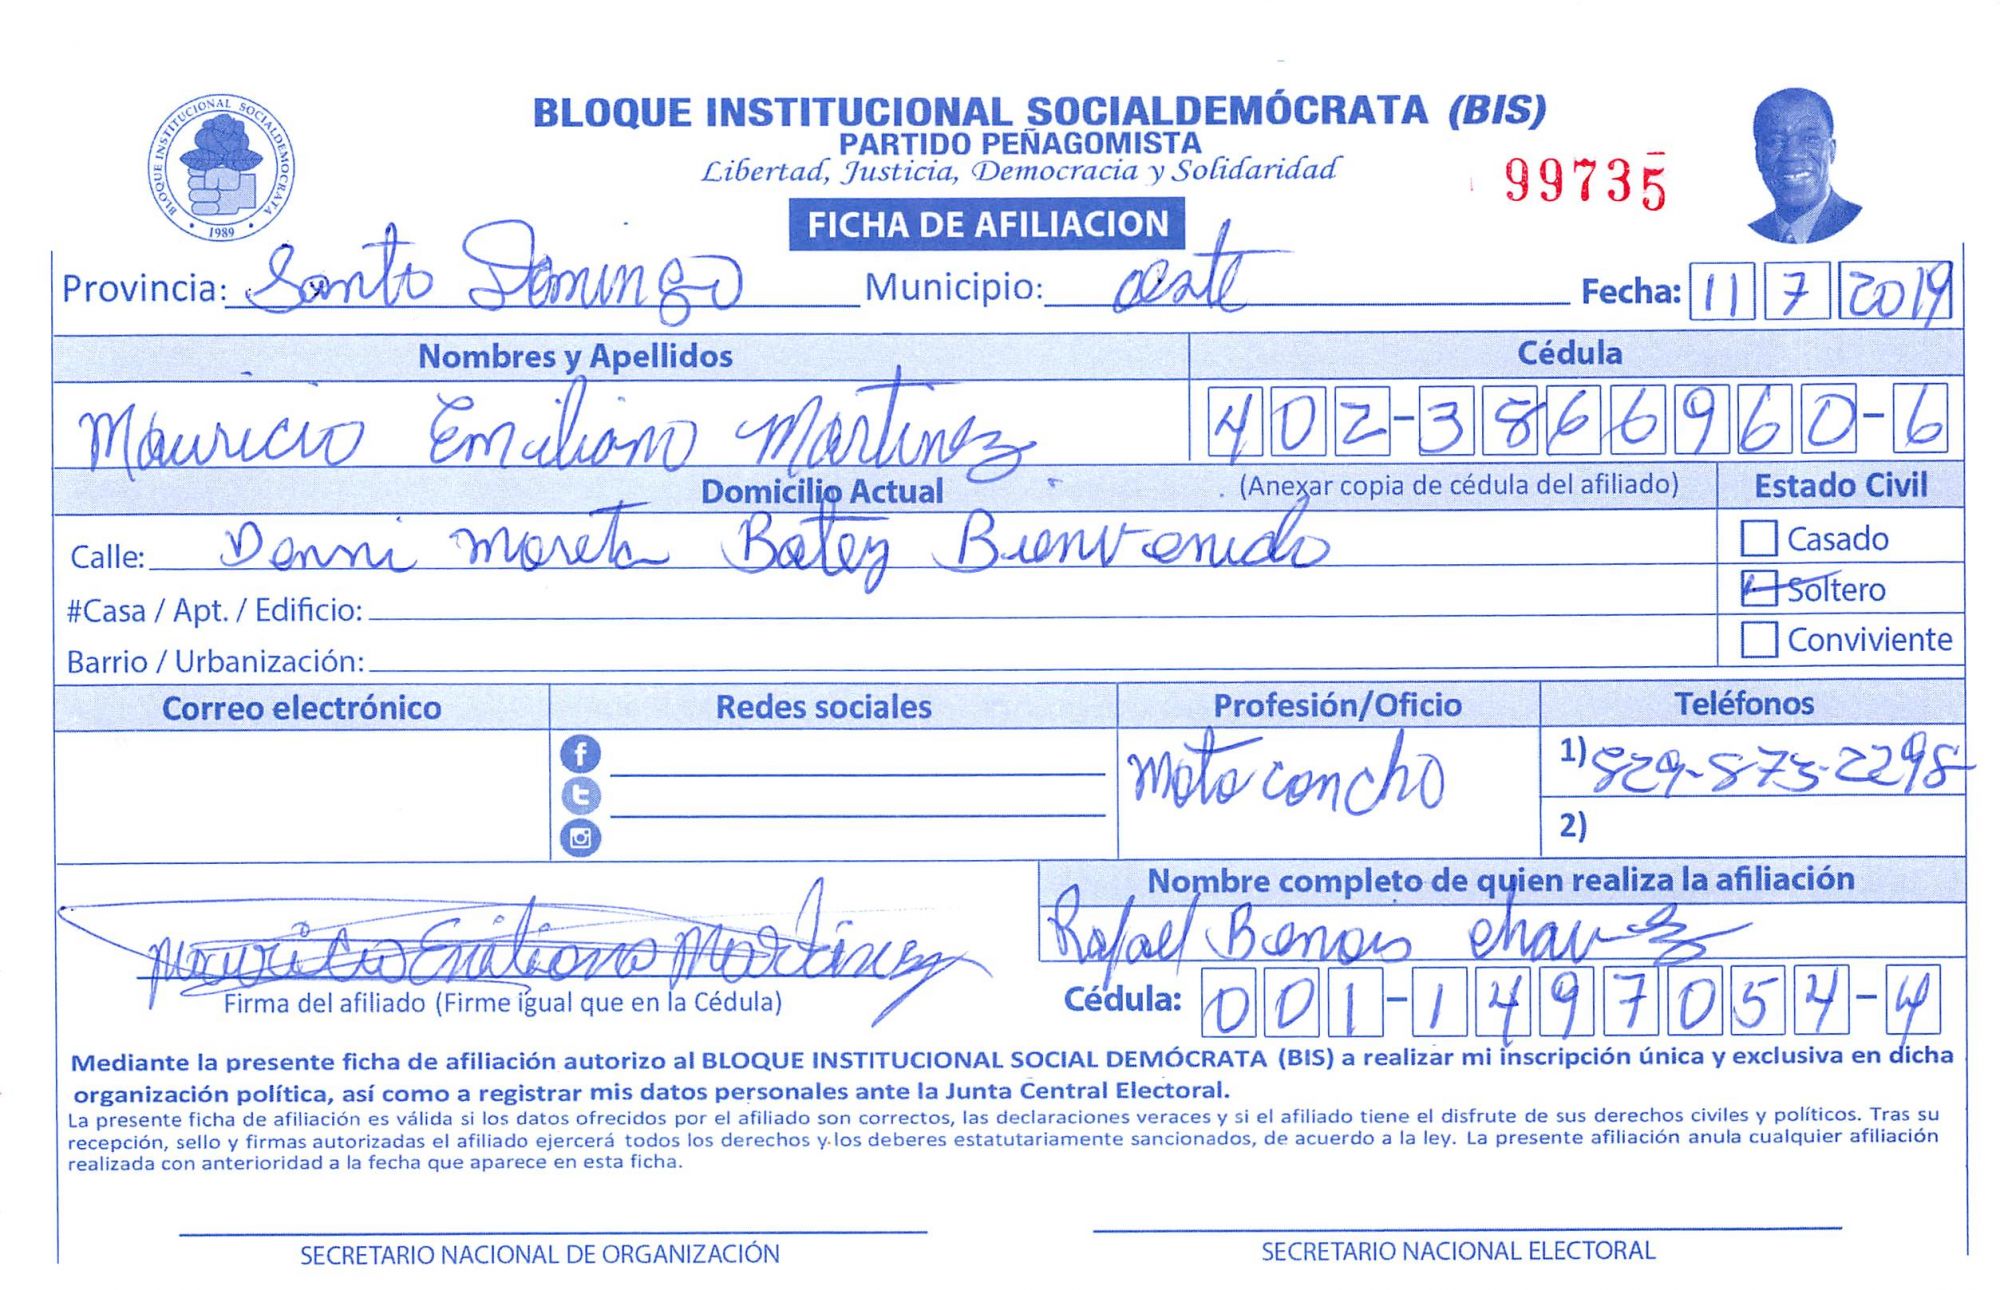 BLOQUE INSTITUCIONAL SOCIALDEMOCRATA
1989
BLOQUE INSTITUCIONAL SOCIALDEMÓCRATA (BIS)
PARTIDO PEÑAGOMISTA
Libertad, Justicia, Democracia y Solidaridad
99735
FICHA DE AFILIACION
Provincia: Santo Domingo Municipio: oeste Fecha: 11 7 2019
Nombres y Apellidos Cédula
Mauricio Emiliano Martinez 402-3866960-6
Domicilio Actual (Anexar copia de cédula del afiliado) Estado Civil
Calle: Denni Moreta Batey Bienvenido Casado
#Casa / Apt. / Edificio: Soltero
Barrio / Urbanización: Conviviente
Correo electrónico Redes sociales Profesión/Oficio Teléfonos
Moto concho 1) 829-873-2298
2)
Nombre completo de quien realiza la afiliación
Mauricio Emiliano Martinez Rafael
Firma del afiliado (Firme igual que en la Cédula) Cédula: 001-1497054-4
Mediante la presente ficha de afiliación autorizo al BLOQUE INSTITUCIONAL SOCIAL DEMÓCRATA (BIS) a realizar mi inscripción única y exclusiva en dicha
organización política, así como a registrar mis datos personales ante la Junta Central Electoral.
La presente ficha de afiliación es válida si los datos ofrecidos por el afiliado son correctos, las declaraciones veraces y si el afiliado tiene el disfrute de sus derechos civiles y políticos. Tras su
recepción, sello y firmas autorizadas el afiliado ejercerá todos los derechos y los deberes estatutariamente sancionados, de acuerdo a la ley. La presente afiliación anula cualquier afiliación
realizada con anterioridad a la fecha que aparece en esta ficha.
SECRETARIO NACIONAL DE ORGANIZACIÓN SECRETARIO NACIONAL ELECTORAL